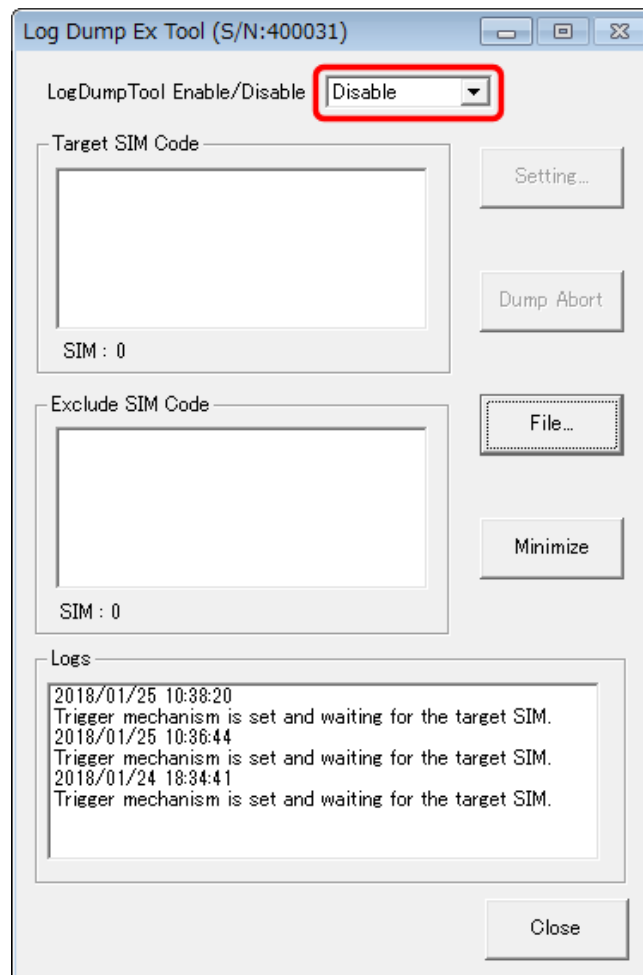 Log Dump Ex Tool (S/N:400031)
LogDumpTool Enable/Disable Disable
Target SIM Code
Setting...
Dump Abort
SIM : 0
Exclude SIM Code
File...
Minimize
SIM : 0
Logs
2018/01/25 10:38:20
Trigger mechanism is set and waiting for the target SIM.
2018/01/25 10:36:44
Trigger mechanism is set and waiting for the target SIM.
2018/01/24 18:34:41
Trigger mechanism is set and waiting for the target SIM.
Close